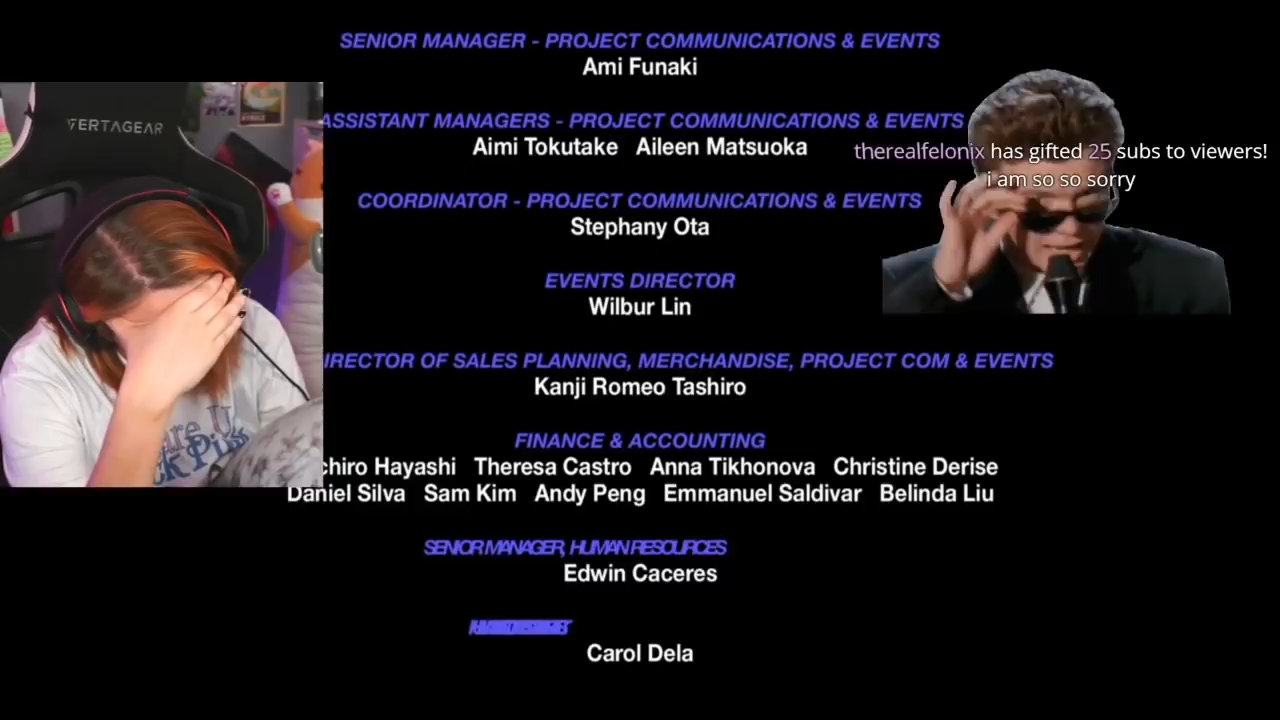 SENIOR MANAGER - PROJECT COMMUNICATIONS & EVENTS
Ami Funaki
VERTAGEAR
ASSISTANT MANAGERS - PROJECT COMMUNICATIONS & EVENTS
Aimi Tokutake Aileen Matsuoka
therealfelonix has gifted 25 subs to viewers!
i am so so sorry
COORDINATOR - PROJECT COMMUNICATIONS & EVENTS
Stephany Ota
EVENTS DIRECTOR
Wilbur Lin
OF SALES PLANNING, MERCHANDISE, PROJECT COM & EVENTS
Kanji Romeo Tashiro
FINANCE & ACCOUNTING
Hayashi Theresa Castro Anna Tikhonova Christine Derise
Daniel Silva Sam Kim Andy Peng Emmanuel Saldivar Belinda Liu
SENIOR MANAGER, HUMAN RESOURCES
Edwin Caceres
Carol Dela